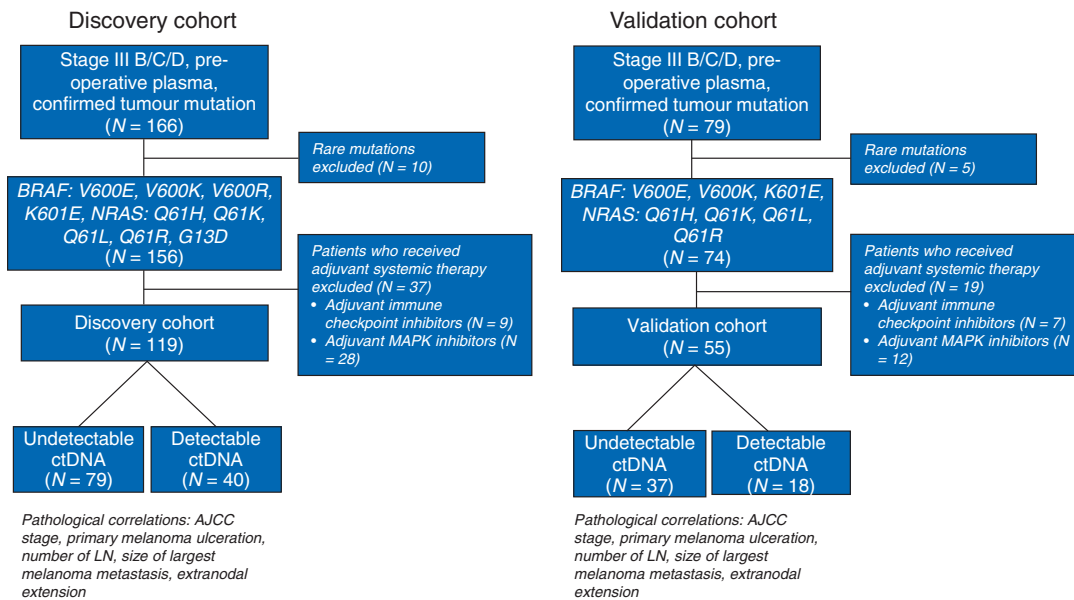 Discovery cohort
Stage III B/C/D, pre-
operative plasma,
confirmed tumour mutation
(N = 166)
Rare mutations
excluded (N = 10)
BRAF: V600E, V600K, V600R,
K601E, NRAS: Q61H, Q61K,
Q61L, Q61R, G13D
(N = 156)
Patients who received
adjuvant systemic therapy
excluded (N = 37)
• Adjuvant immune
checkpoint inhibitors (N = 9)
• Adjuvant MAPK inhibitors (N
= 28)
Discovery cohort
(N = 119)
Undetectable
ctDNA
(N = 79)
Detectable
ctDNA
(N = 40)
Pathological correlations: AJCC
stage, primary melanoma ulceration,
number of LN, size of largest
melanoma metastasis, extranodal
extension
Validation cohort
Stage III B/C/D, pre-
operative plasma,
confirmed tumour mutation
(N = 79)
Rare mutations
excluded (N = 5)
BRAF: V600E, V600K, K601E,
NRAS: Q61H, Q61K, Q61L,
Q61R
(N = 74)
Patients who received
adjuvant systemic therapy
excluded (N = 19)
• Adjuvant immune
checkpoint inhibitors (N = 7)
• Adjuvant MAPK inhibitors (N
= 12)
Validation cohort
(N = 55)
Undetectable
ctDNA
(N = 37)
Detectable
ctDNA
(N = 18)
Pathological correlations: AJCC
stage, primary melanoma ulceration,
number of LN, size of largest
melanoma metastasis, extranodal
extension